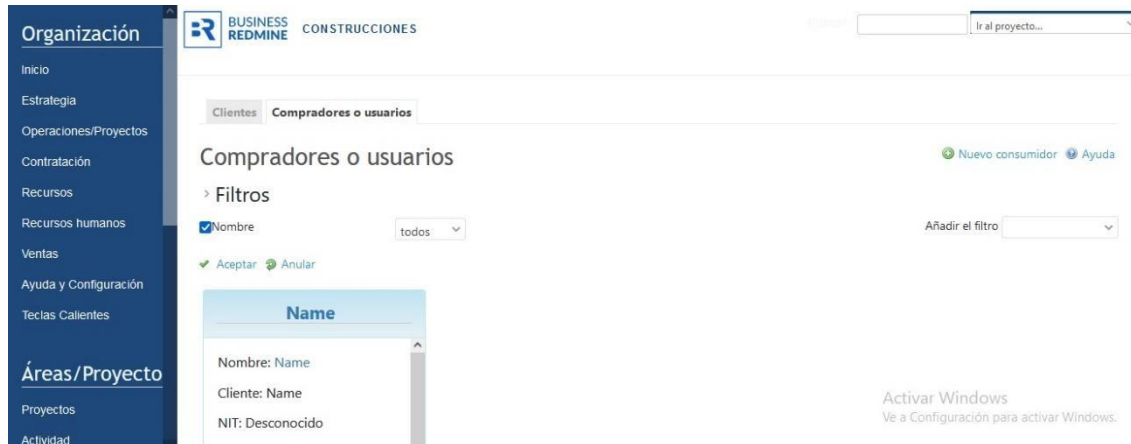 Organización
Inicio
Estrategia
Operaciones/Proyectos
Contratación
Recursos
Recursos humanos
Ventas
Ayuda y Configuración
Teclas Calientes
Áreas/Proyecto
Proyectos
Actividad
BUSINESS
REDMINE
CONSTRUCCIONES
Ir al proyecto...
Clientes Compradores o usuarios
Compradores o usuarios
Nuevo consumidor Ayuda
› Filtros
Nombre todos Añadir el filtro
Aceptar Anular
Name
Nombre: Name
Cliente: Name
NIT: Desconocido
Activar Windows
Ve a Configuración para activar Windows.